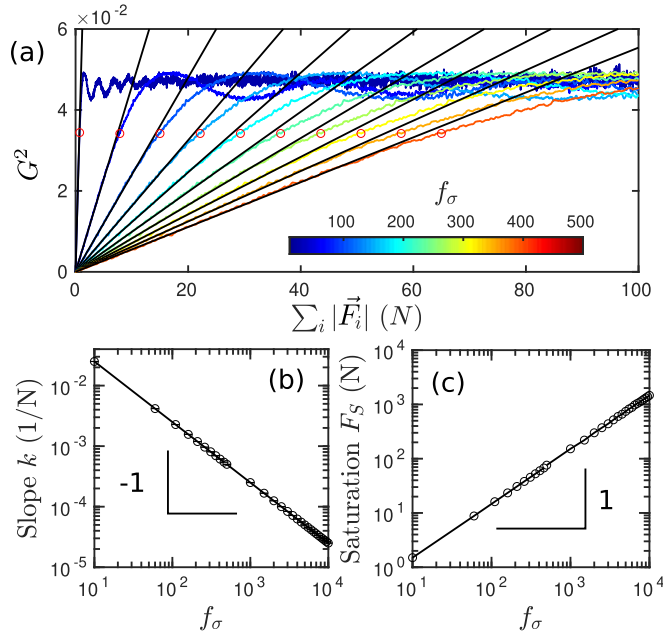 ×10⁻²
(a)
6
4
2
0
G²
f_σ
100 200 300 400 500
0 20 40 60 80 100
∑ᵢ |F⃗ᵢ| (N)
(b)
10⁻²
10⁻³
10⁻⁴
10⁻⁵
Slope k (1/N)
-1
10¹ 10² 10³ 10⁴
f_σ
(c)
10⁴
10³
10²
10¹
10⁰
Saturation F_S (N)
1
10¹ 10² 10³ 10⁴
f_σ